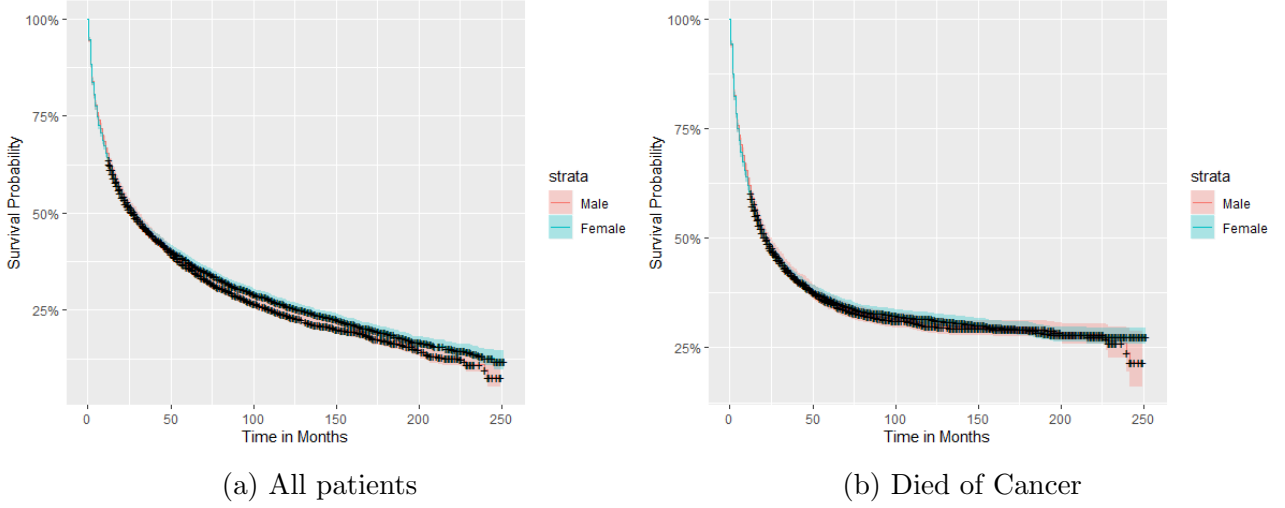 100%
75%
50%
25%
Survival Probability
0
50
100
150
200
250
Time in Months
strata
Male
Female
(a) All patients
100%
75%
50%
25%
Survival Probability
0
50
100
150
200
250
Time in Months
strata
Male
Female
(b) Died of Cancer